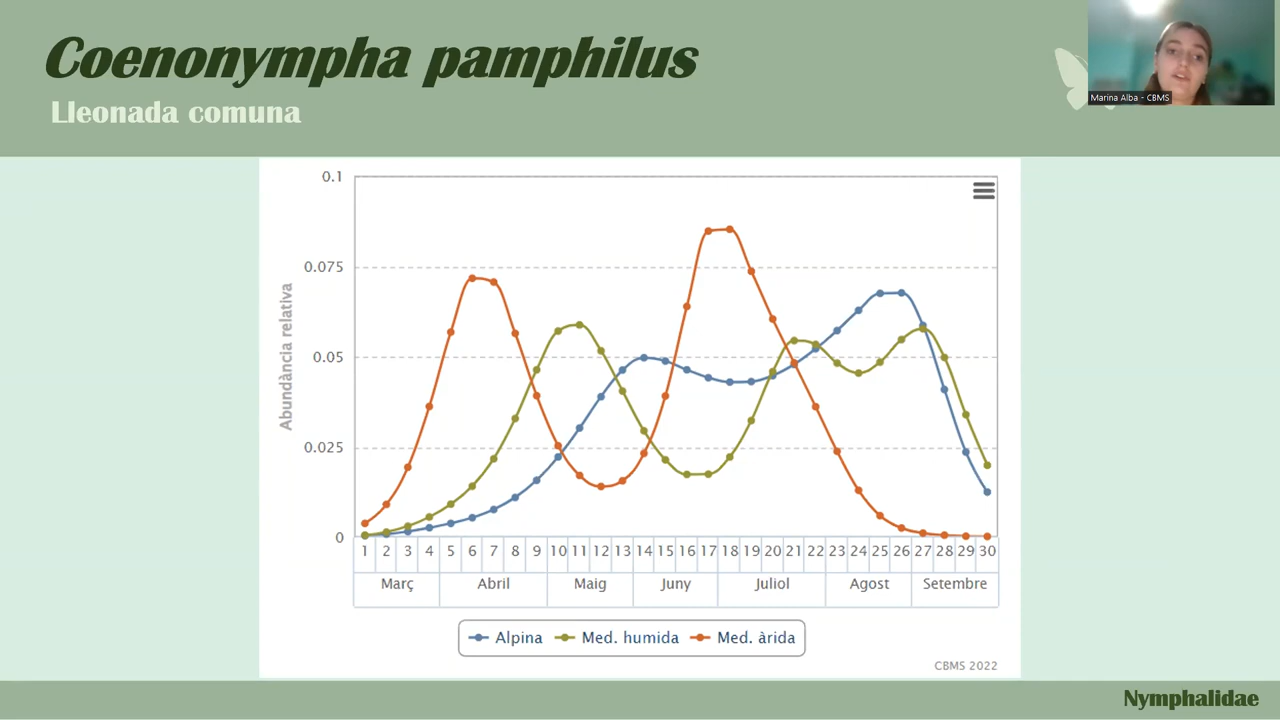 Coenonympha pamphilus
Lleonada comuna
Marina Alba - CBMS
0.1
0.075
0.05
0.025
0
Abundància relativa
1 2 3 4 5 6 7 8 9 10 11 12 13 14 15 16 17 18 19 20 21 22 23 24 25 26 27 28 29 30
Març Abril Maig Juny Juliol Agost Setembre
Alpina Med. humida Med. àrida
CBMS 2022
Nymphalidae